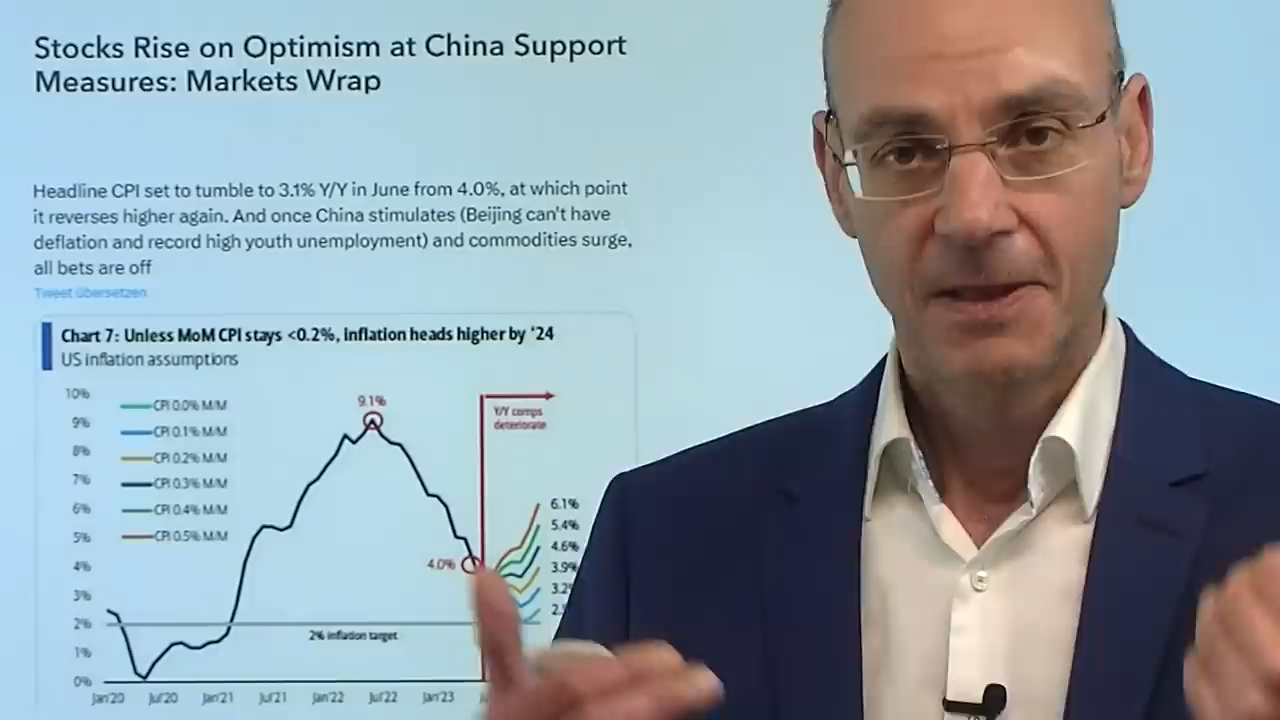 Stocks Rise on Optimism at China Support
Measures: Markets Wrap
Headline CPI set to tumble to 3.1% Y/Y in June from 4.0%, at which point
it reverses higher again. And once China stimulates (Beijing can't have
deflation and record high youth unemployment) and commodities surge,
all bets are off
Tweet übersetzen
Chart 7: Unless MoM CPI stays <0.2%, inflation heads higher by '24
US inflation assumptions
10%
9%
8%
7%
6%
5%
4%
3%
2%
1%
0%
CPI 0.0% M/M
CPI 0.1% M/M
CPI 0.2% M/M
CPI 0.3% M/M
CPI 0.4% M/M
CPI 0.5% M/M
9.1%
Y/Y comps
deteriorate
4.0%
6.1%
5.4%
4.6%
3.9%
2% inflation target
Jan'20 Jul'20 Jan'21 Jul'21 Jan'22 Jul'22 Jan'23